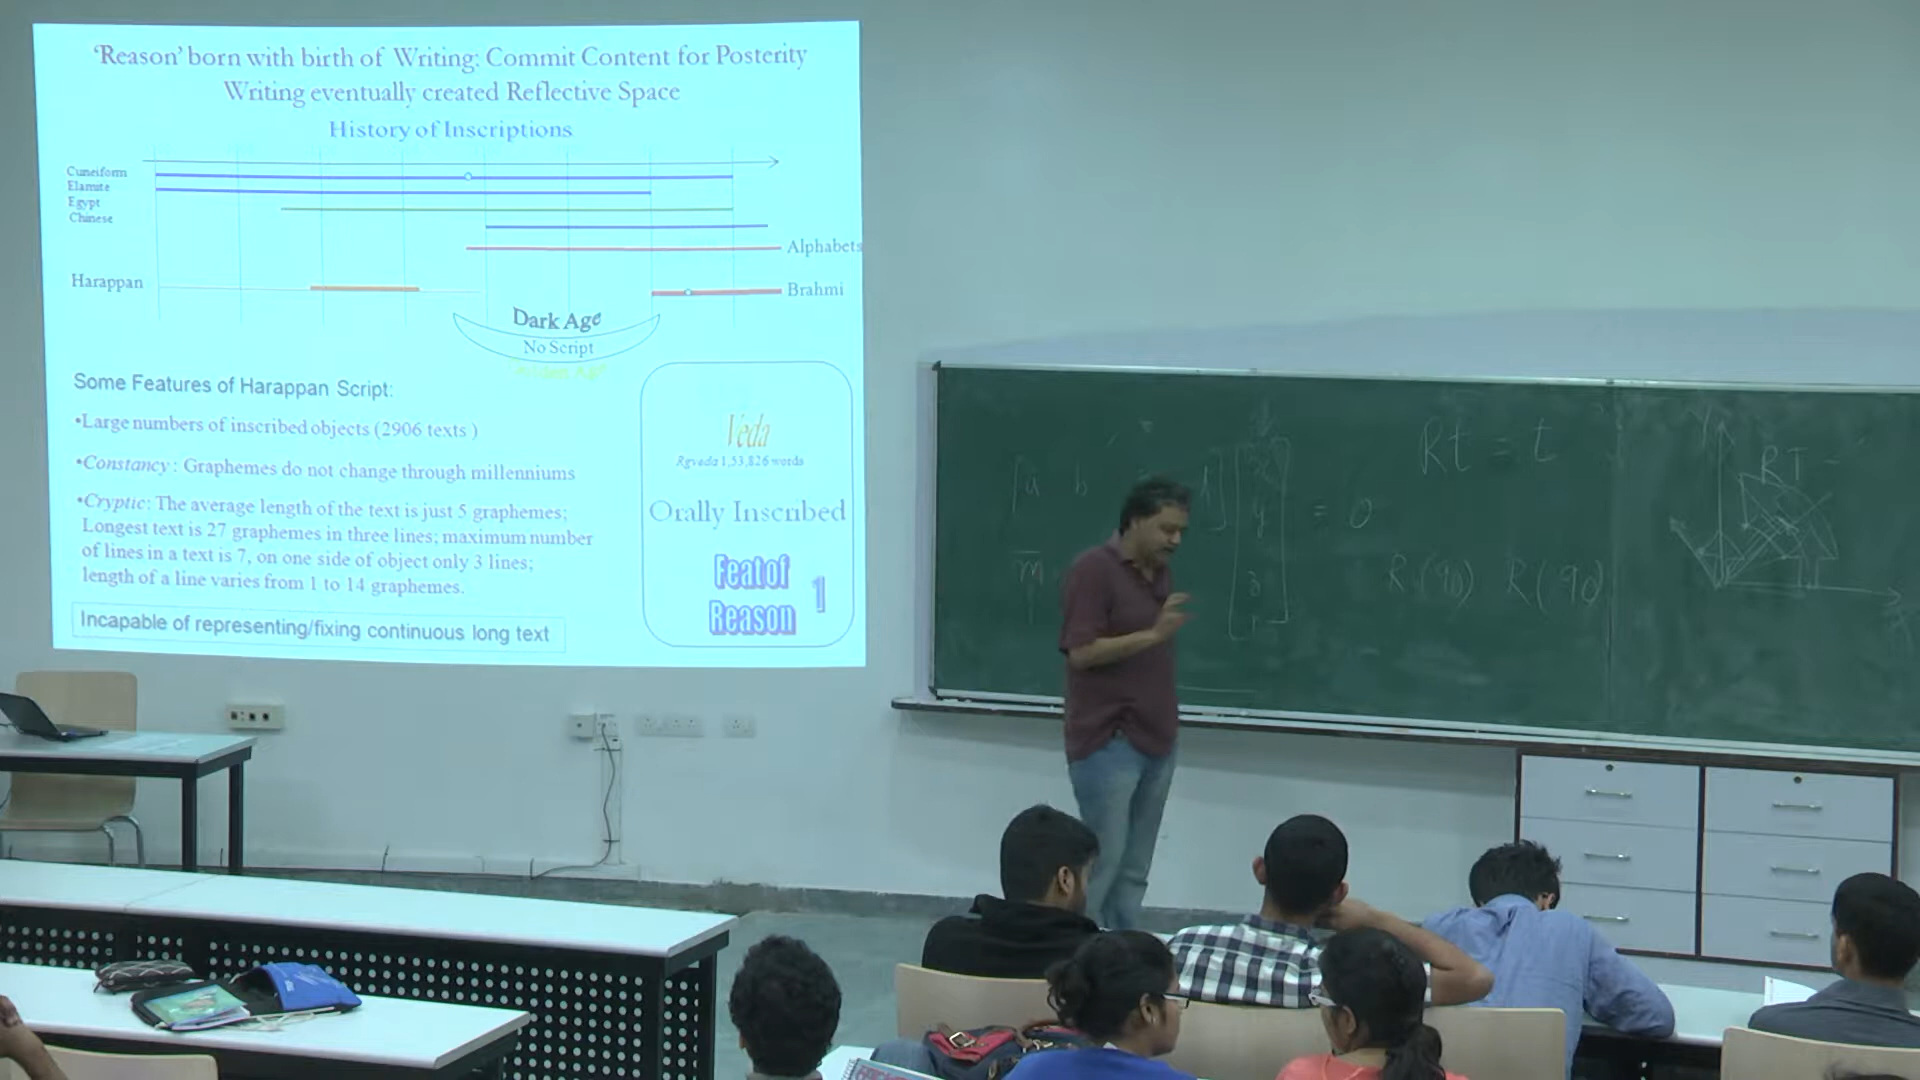 ‘Reason’ born with birth of Writing: Commit Content for Posterity
Writing eventually created Reflective Space
History of Inscriptions
Cuneiform
Elamite
Egypt
Chinese
Alphabets
Harappan
Brahmi
Dark Age
No Script
Some Features of Harappan Script:
•Large numbers of inscribed objects (2906 texts )
•Constancy : Graphemes do not change through millenniums
•Cryptic: The average length of the text is just 5 graphemes;
Longest text is 27 graphemes in three lines; maximum number
of lines in a text is 7, on one side of object only 3 lines;
length of a line varies from 1 to 14 graphemes.
Incapable of representing/fixing continuous long text
Veda
Rgveda 1,53,826 words
Orally Inscribed
Feat of
Reason 1
Rt = t
a b
y = 0
R (90) R(90)
RT